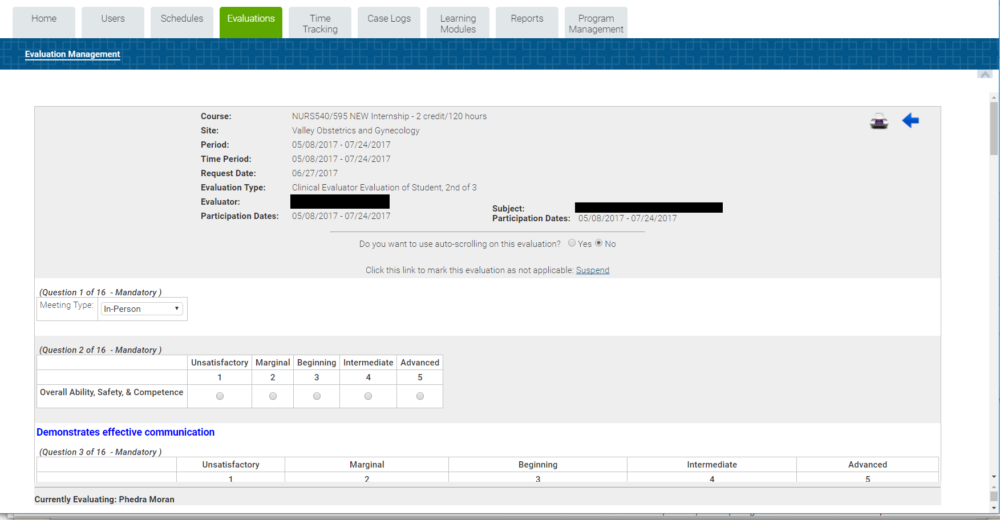 Home
Users
Schedules
Evaluations
Time Tracking
Case Logs
Learning Modules
Reports
Program Management
Evaluation Management
Course: NURS540/595 NEW Internship - 2 credit/120 hours
Site: Valley Obstetrics and Gynecology
Period: 05/08/2017 - 07/24/2017
Time Period: 05/08/2017 - 07/24/2017
Request Date: 06/27/2017
Evaluation Type: Clinical Evaluator Evaluation of Student, 2nd of 3
Evaluator:
Participation Dates: 05/08/2017 - 07/24/2017
Subject:
Participation Dates: 05/08/2017 - 07/24/2017
Do you want to use auto-scrolling on this evaluation? Yes No
Click this link to mark this evaluation as not applicable: Suspend
(Question 1 of 16 - Mandatory )
Meeting Type: In-Person
(Question 2 of 16 - Mandatory )
Unsatisfactory Marginal Beginning Intermediate Advanced
1 2 3 4 5
Overall Ability, Safety, & Competence
Demonstrates effective communication
(Question 3 of 16 - Mandatory )
Unsatisfactory Marginal Beginning Intermediate Advanced
1 2 3 4 5
Currently Evaluating: Phedra Moran